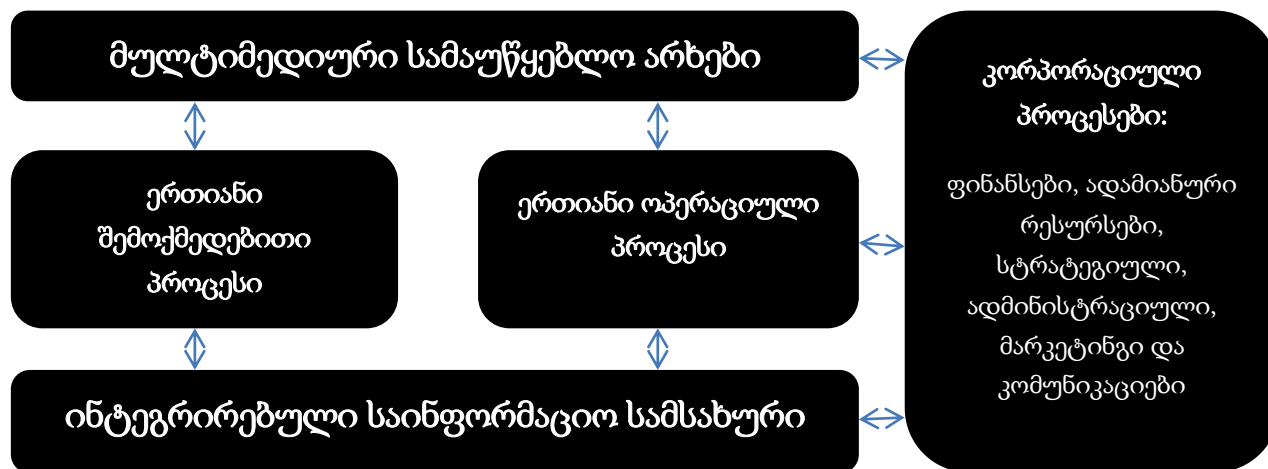 მულტიმედიური სამაუწყებლო არხები
ერთიანი
შემოქმედებითი
პროცესი
ერთიანი ოპერაციული
პროცესი
ინტეგრირებული საინფორმაციო სამსახური
კორპორაციული
პროცესები:
ფინანსები, ადამიანური
რესურსები,
სტრატეგიული,
ადმინისტრაციული,
მარკეტინგი და
კომუნიკაციები